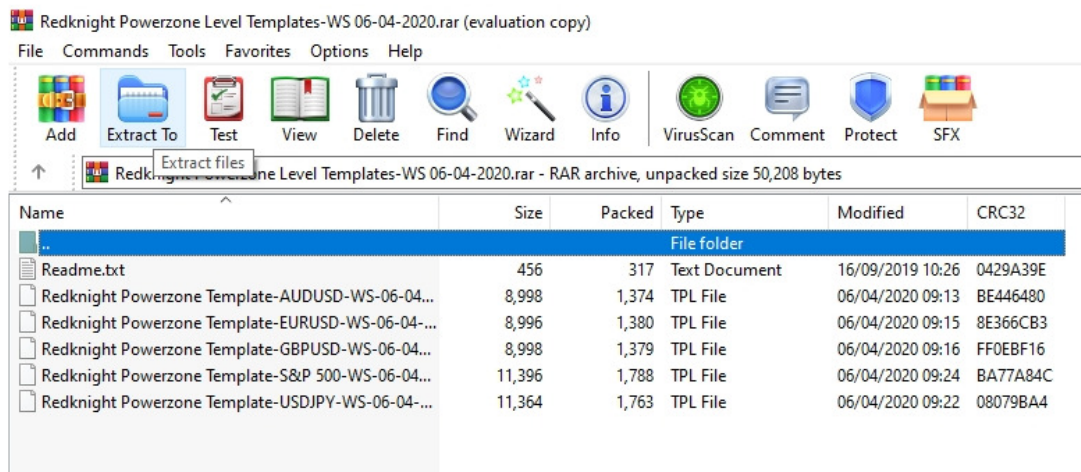 Redknight Powerzone Level Templates-WS 06-04-2020.rar (evaluation copy)
File Commands Tools Favorites Options Help
Add Extract To Test View Delete Find Wizard Info VirusScan Comment Protect SFX
Extract files
Redknight Powerzone Level Templates-WS 06-04-2020.rar - RAR archive, unpacked size 50,208 bytes
Name Size Packed Type Modified CRC32
.. File folder
Readme.txt 456 317 Text Document 16/09/2019 10:26 0429A39E
Redknight Powerzone Template-AUDUSD-WS-06-04... 8,998 1,374 TPL File 06/04/2020 09:13 BE446480
Redknight Powerzone Template-EURUSD-WS-06-04-... 8,996 1,380 TPL File 06/04/2020 09:15 8E366CB3
Redknight Powerzone Template-GBPUSD-WS-06-04... 8,998 1,379 TPL File 06/04/2020 09:16 FF0EBF16
Redknight Powerzone Template-S&P 500-WS-06-04... 11,396 1,788 TPL File 06/04/2020 09:24 BA77A84C
Redknight Powerzone Template-USDJPY-WS-06-04-... 11,364 1,763 TPL File 06/04/2020 09:22 08079BA4